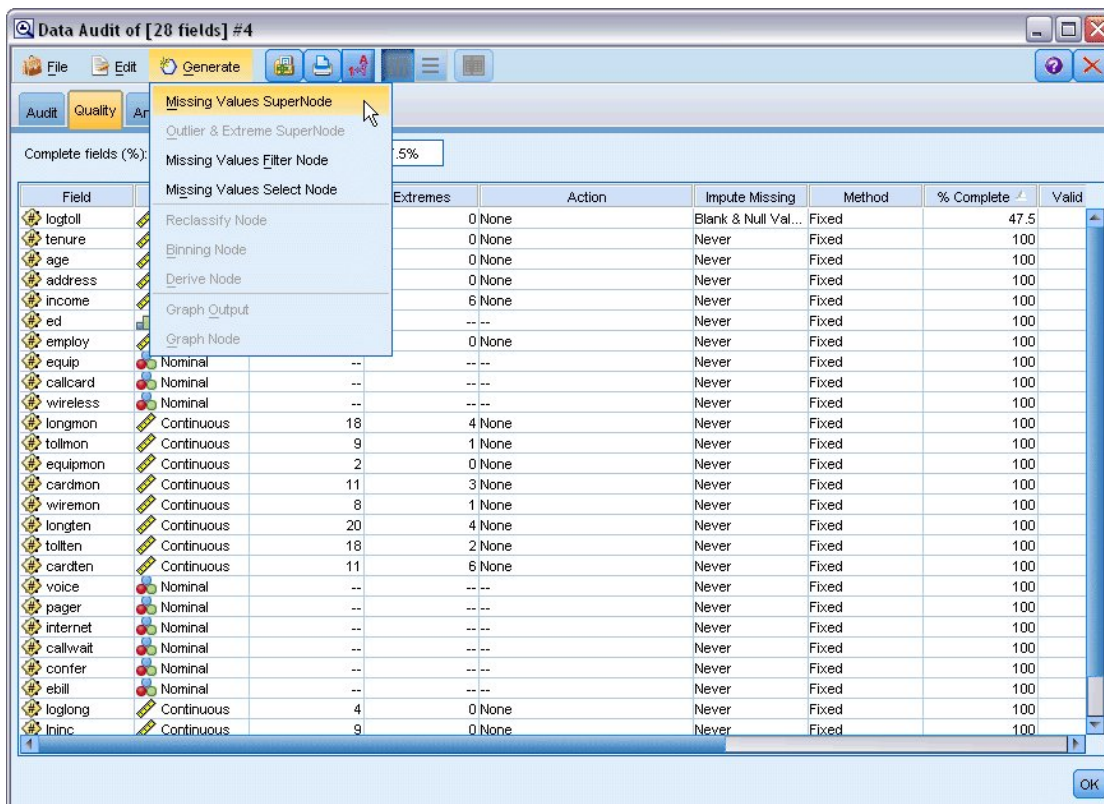 Data Audit of [28 fields] #4
File Edit Generate
Audit Quality An
Missing Values SuperNode
Outlier & Extreme SuperNode
Complete fields (%): .5%
Missing Values Filter Node
Missing Values Select Node
Reclassify Node
Binning Node
Derive Node
Graph Output
Graph Node
Field Extremes Action Impute Missing Method % Complete Valid
logtoll 0 None Blank & Null Val... Fixed 47.5
tenure 0 None Never Fixed 100
age 0 None Never Fixed 100
address 0 None Never Fixed 100
income 6 None Never Fixed 100
ed -- -- Never Fixed 100
employ 0 None Never Fixed 100
equip Nominal -- -- -- Never Fixed 100
callcard Nominal -- -- -- Never Fixed 100
wireless Nominal -- -- -- Never Fixed 100
longmon Continuous 18 4 None Never Fixed 100
tollmon Continuous 9 1 None Never Fixed 100
equipmon Continuous 2 0 None Never Fixed 100
cardmon Continuous 11 3 None Never Fixed 100
wiremon Continuous 8 1 None Never Fixed 100
longten Continuous 20 4 None Never Fixed 100
tollten Continuous 18 2 None Never Fixed 100
cardten Continuous 11 6 None Never Fixed 100
voice Nominal -- -- -- Never Fixed 100
pager Nominal -- -- -- Never Fixed 100
internet Nominal -- -- -- Never Fixed 100
callwait Nominal -- -- -- Never Fixed 100
confer Nominal -- -- -- Never Fixed 100
ebill Nominal -- -- -- Never Fixed 100
loglong Continuous 4 0 None Never Fixed 100
lninc Continuous 9 0 None Never Fixed 100
OK